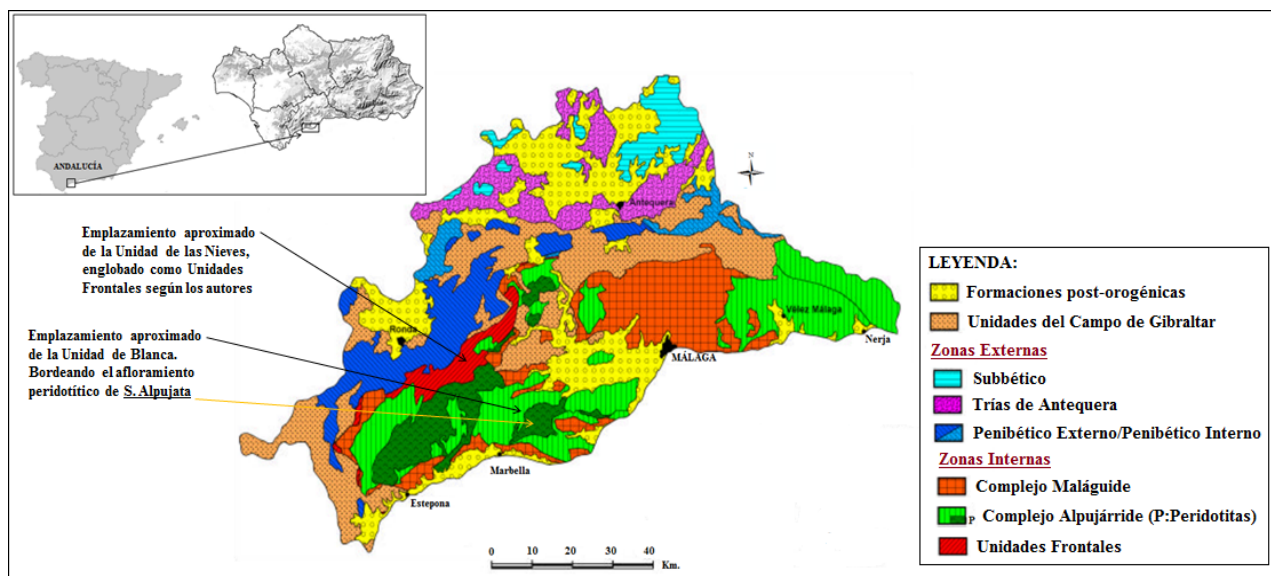 ANDALUCÍA
N
Emplazamiento aproximado
de la Unidad de las Nieves,
englobado como Unidades
Frontales según los autores
Emplazamiento aproximado
de la Unidad de Blanca.
Bordeando el afloramiento
peridotítico de S. Alpujata
Antequera
Ronda
Vélez Málaga
Nerja
MÁLAGA
Marbella
Estepona
0 10 20 30 40
Km.
LEYENDA:
Formaciones post-orogénicas
Unidades del Campo de Gibraltar
Zonas Externas
Subbético
Trías de Antequera
Penibético Externo/Penibético Interno
Zonas Internas
Complejo Maláguide
P Complejo Alpujárride (P:Peridotitas)
Unidades Frontales